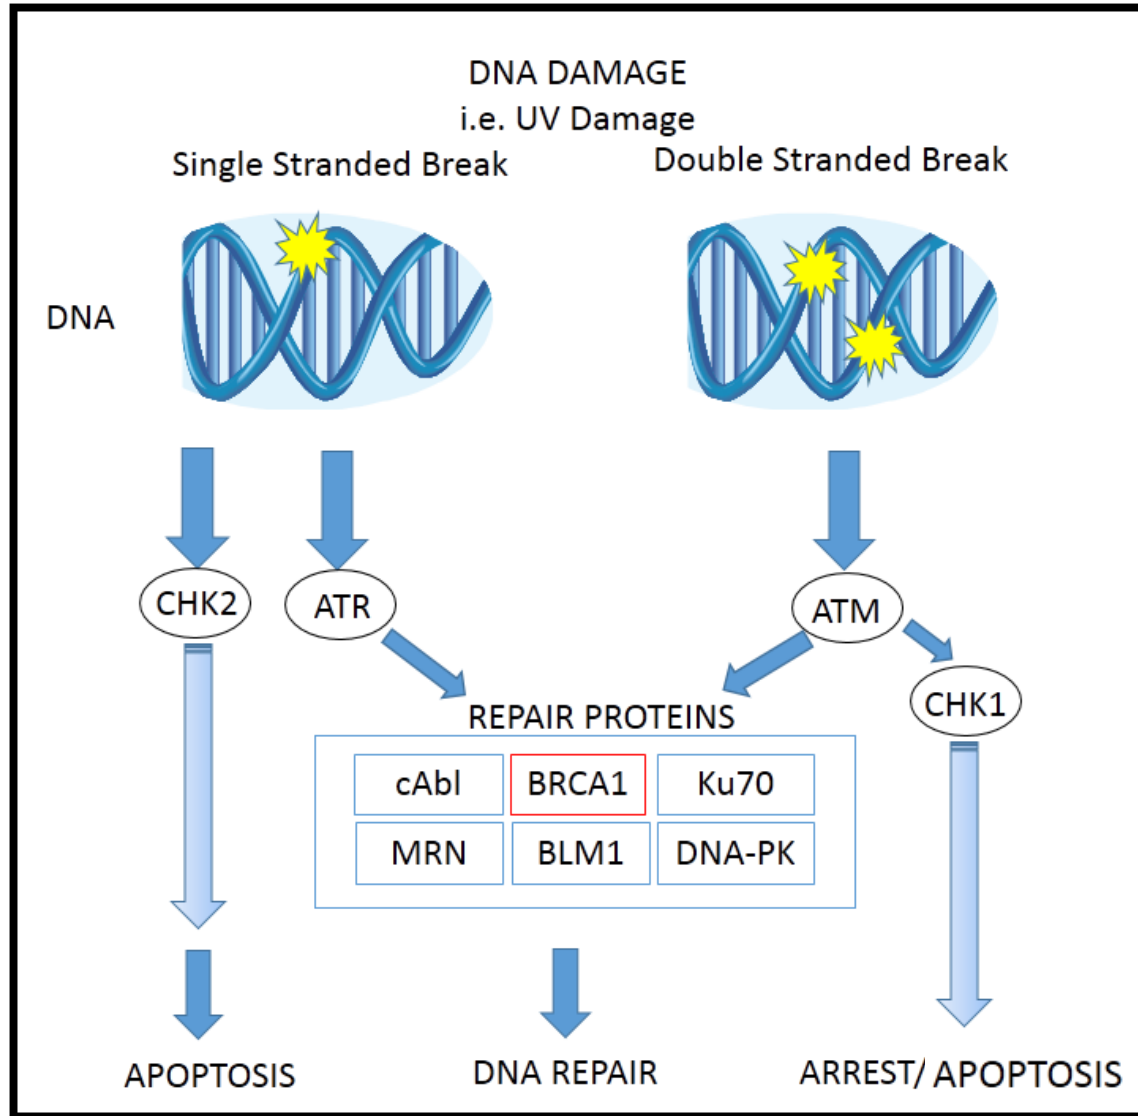 DNA DAMAGE
i.e. UV Damage
Single Stranded Break
Double Stranded Break
DNA
CHK2
ATR
ATM
CHK1
REPAIR PROTEINS
cAbl
BRCA1
Ku70
MRN
BLM1
DNA-PK
APOPTOSIS
DNA REPAIR
ARREST/ APOPTOSIS